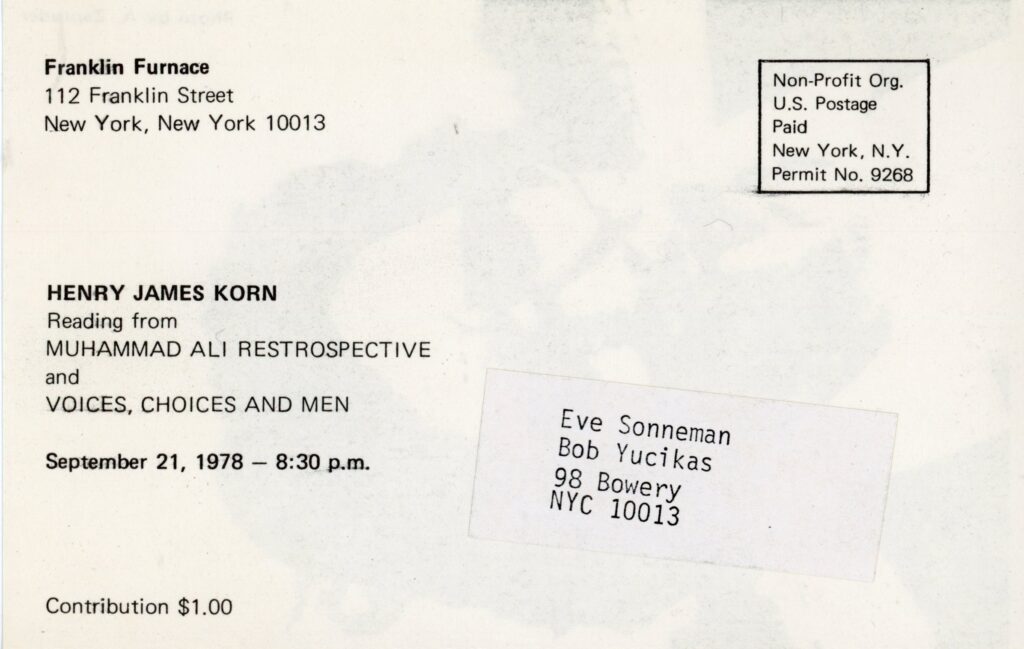 Franklin Furnace
112 Franklin Street
New York, New York 10013
Non-Profit Org.
U.S. Postage
Paid
New York, N.Y.
Permit No. 9268
HENRY JAMES KORN
Reading from
MUHAMMAD ALI RESTROSPECTIVE
and
VOICES, CHOICES AND MEN
September 21, 1978 — 8:30 p.m.
Eve Sonneman
Bob Yucikas
98 Bowery
NYC 10013
Contribution $1.00